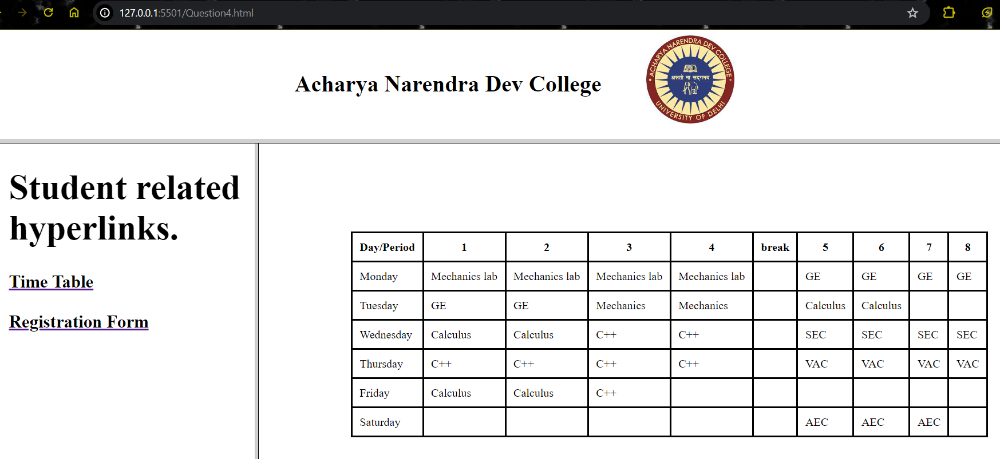 127.0.0.1:5501/Question4.html
Acharya Narendra Dev College
ACHARYA NARENDRA DEV COLLEGE
असतो मा सद्गमय
UNIVERSITY OF DELHI
Student related
hyperlinks.
Time Table
Registration Form
Day/Period 1 2 3 4 break 5 6 7 8
Monday Mechanics lab Mechanics lab Mechanics lab Mechanics lab GE GE GE GE
Tuesday GE GE Mechanics Mechanics Calculus Calculus
Wednesday Calculus Calculus C++ C++ SEC SEC SEC SEC
Thursday C++ C++ C++ C++ VAC VAC VAC VAC
Friday Calculus Calculus C++
Saturday AEC AEC AEC